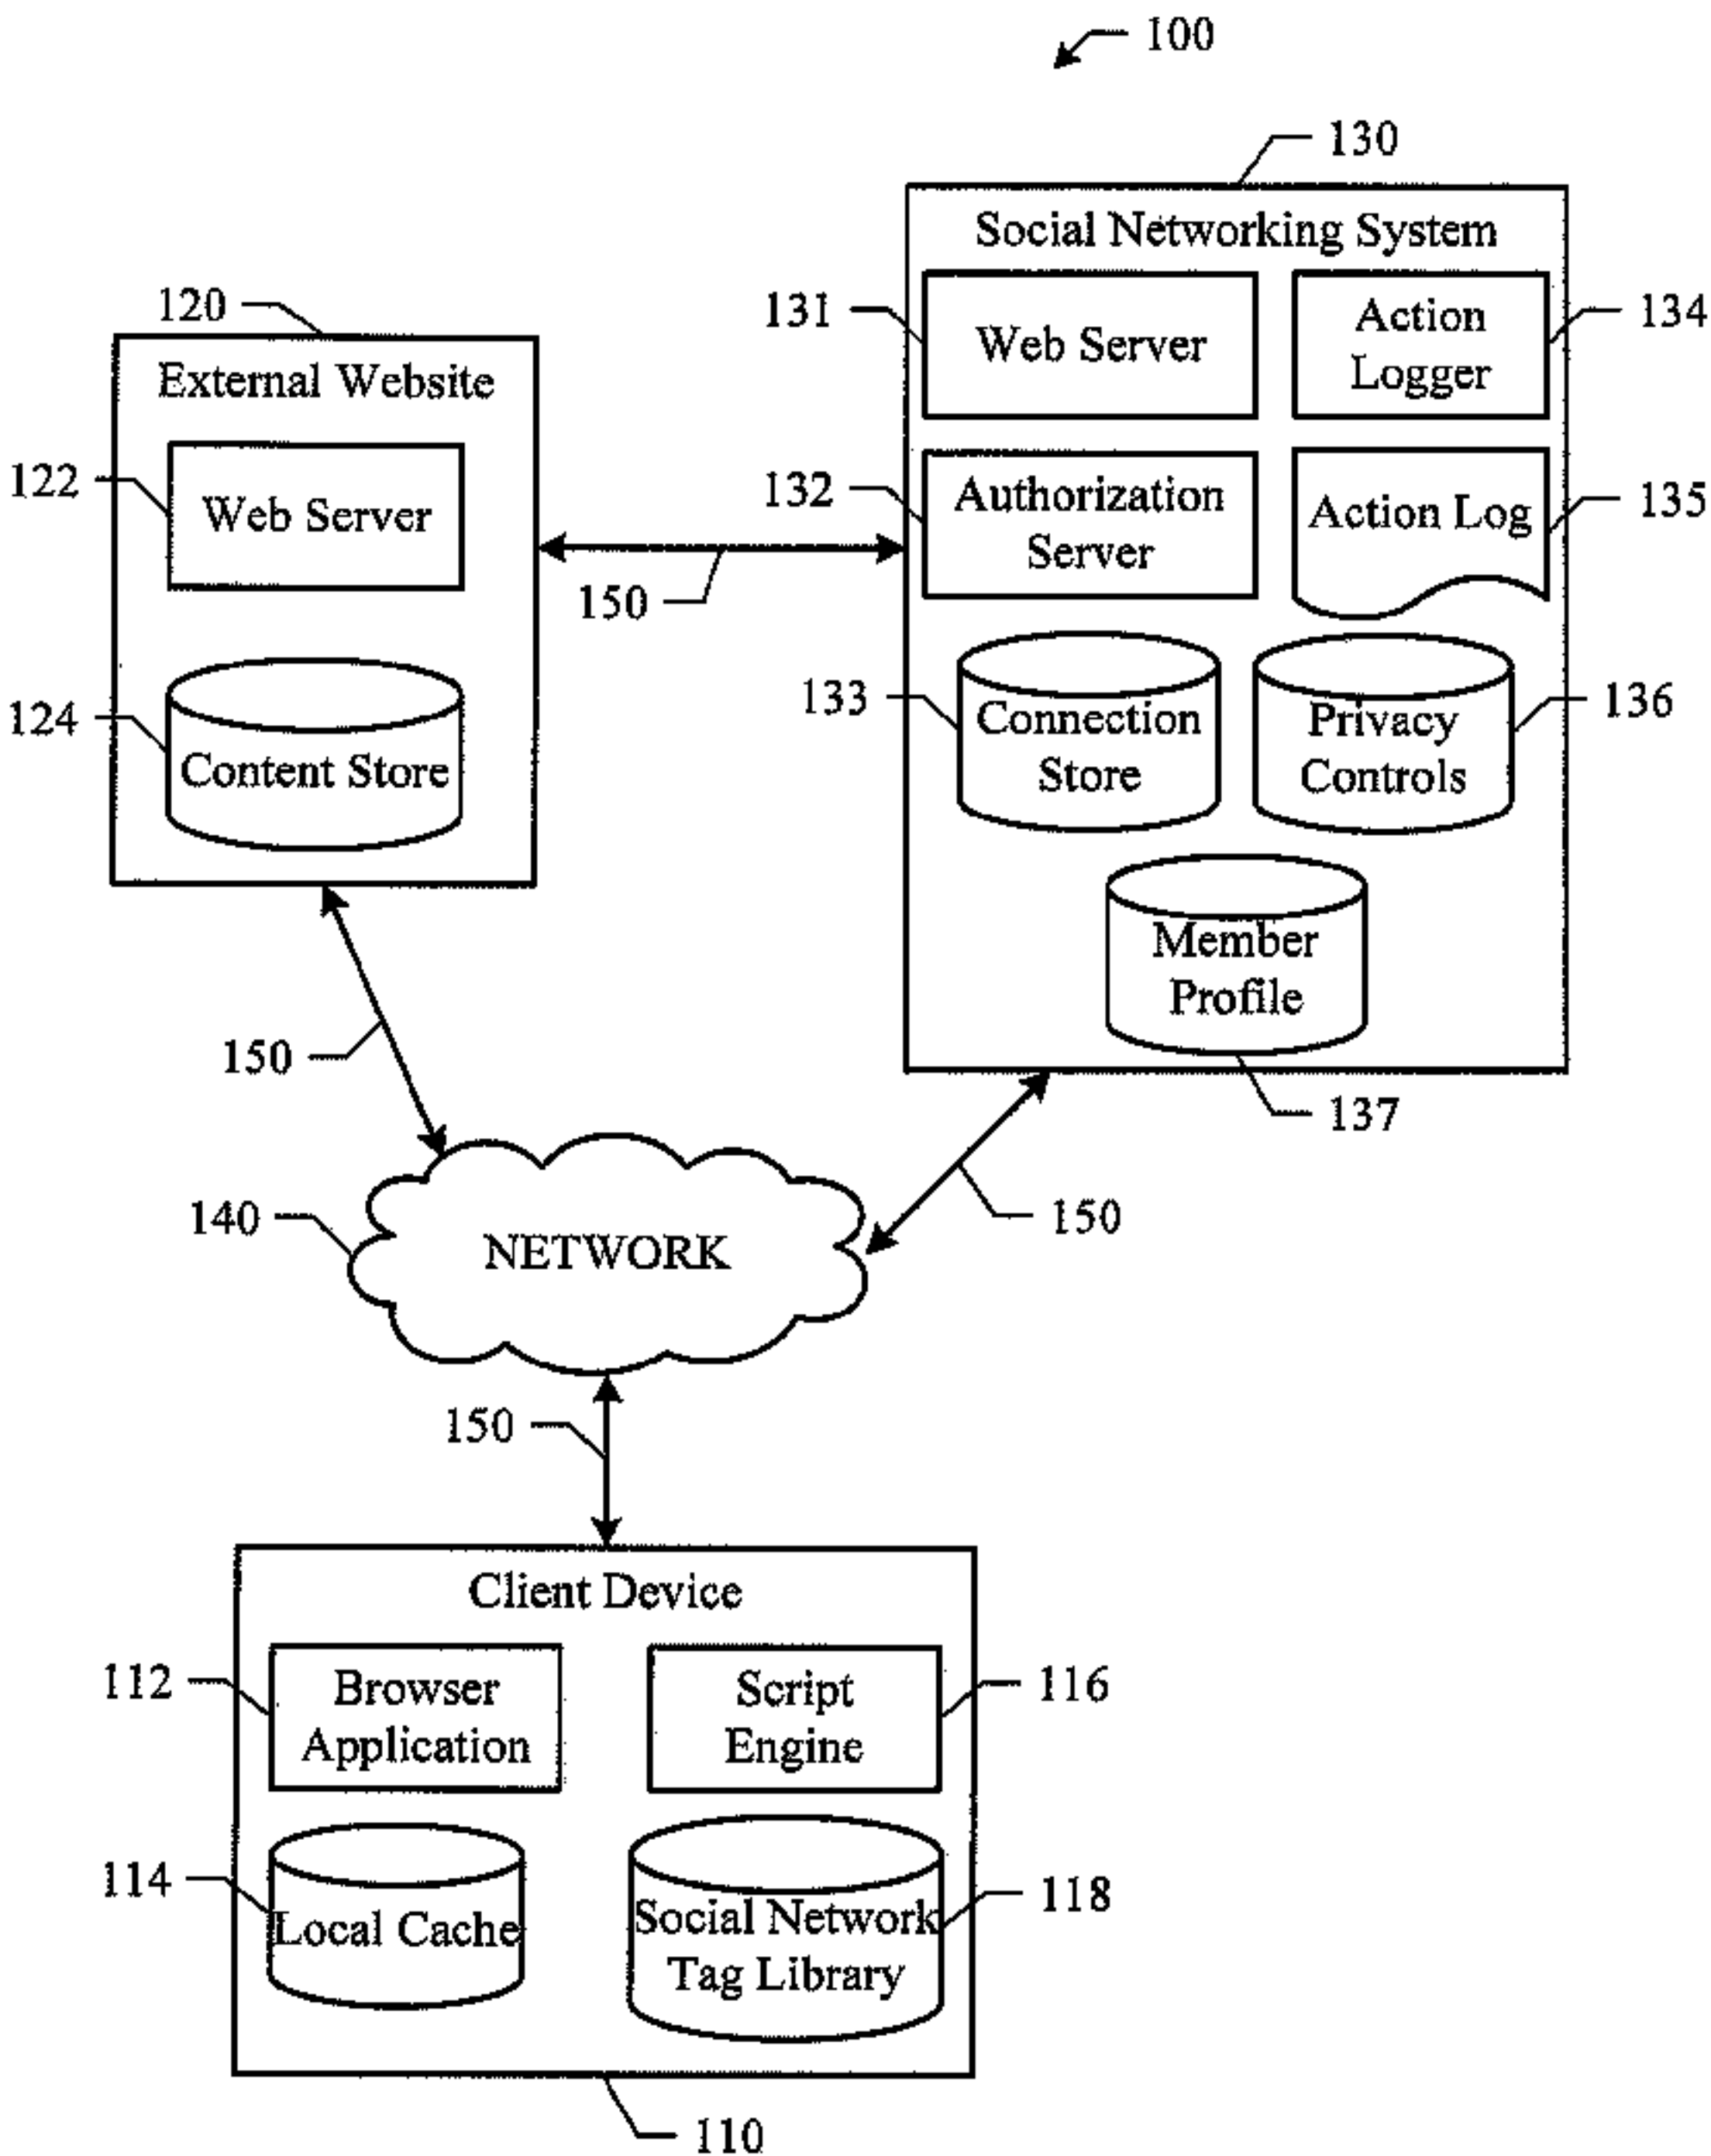 100
130
Social Networking System
131
Web Server
Action
Logger
134
120
External Website
122
Web Server
132
Authorization
Server
Action Log
135
150
124
Content Store
133
Connection
Store
Privacy
Controls
136
Member
Profile
137
150
150
140
NETWORK
150
Client Device
112
Browser
Application
Script
Engine
116
114
Local Cache
Social Network
Tag Library
118
110